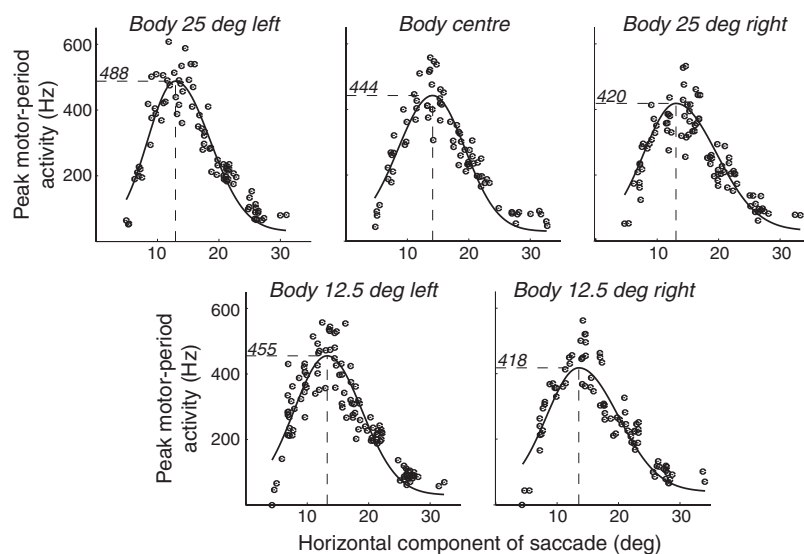 Body 25 deg left
Body centre
Body 25 deg right
Peak motor-period
activity (Hz)
600
400
200
488
444
420
10 20 30
10 20 30
10 20 30
Body 12.5 deg left
Body 12.5 deg right
Peak motor-period
activity (Hz)
600
400
200
455
418
10 20 30
10 20 30
Horizontal component of saccade (deg)